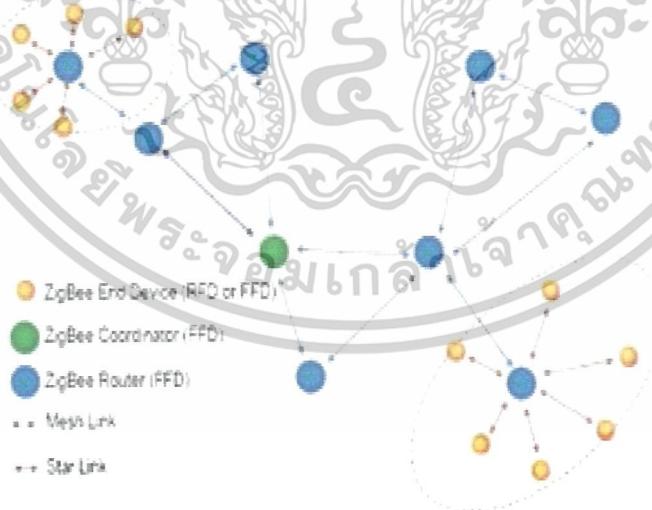 ZigBee End Device (RFD or FFD)
ZigBee Coordinator (FFD)
ZigBee Router (FFD)
Mesh Link
Star Link